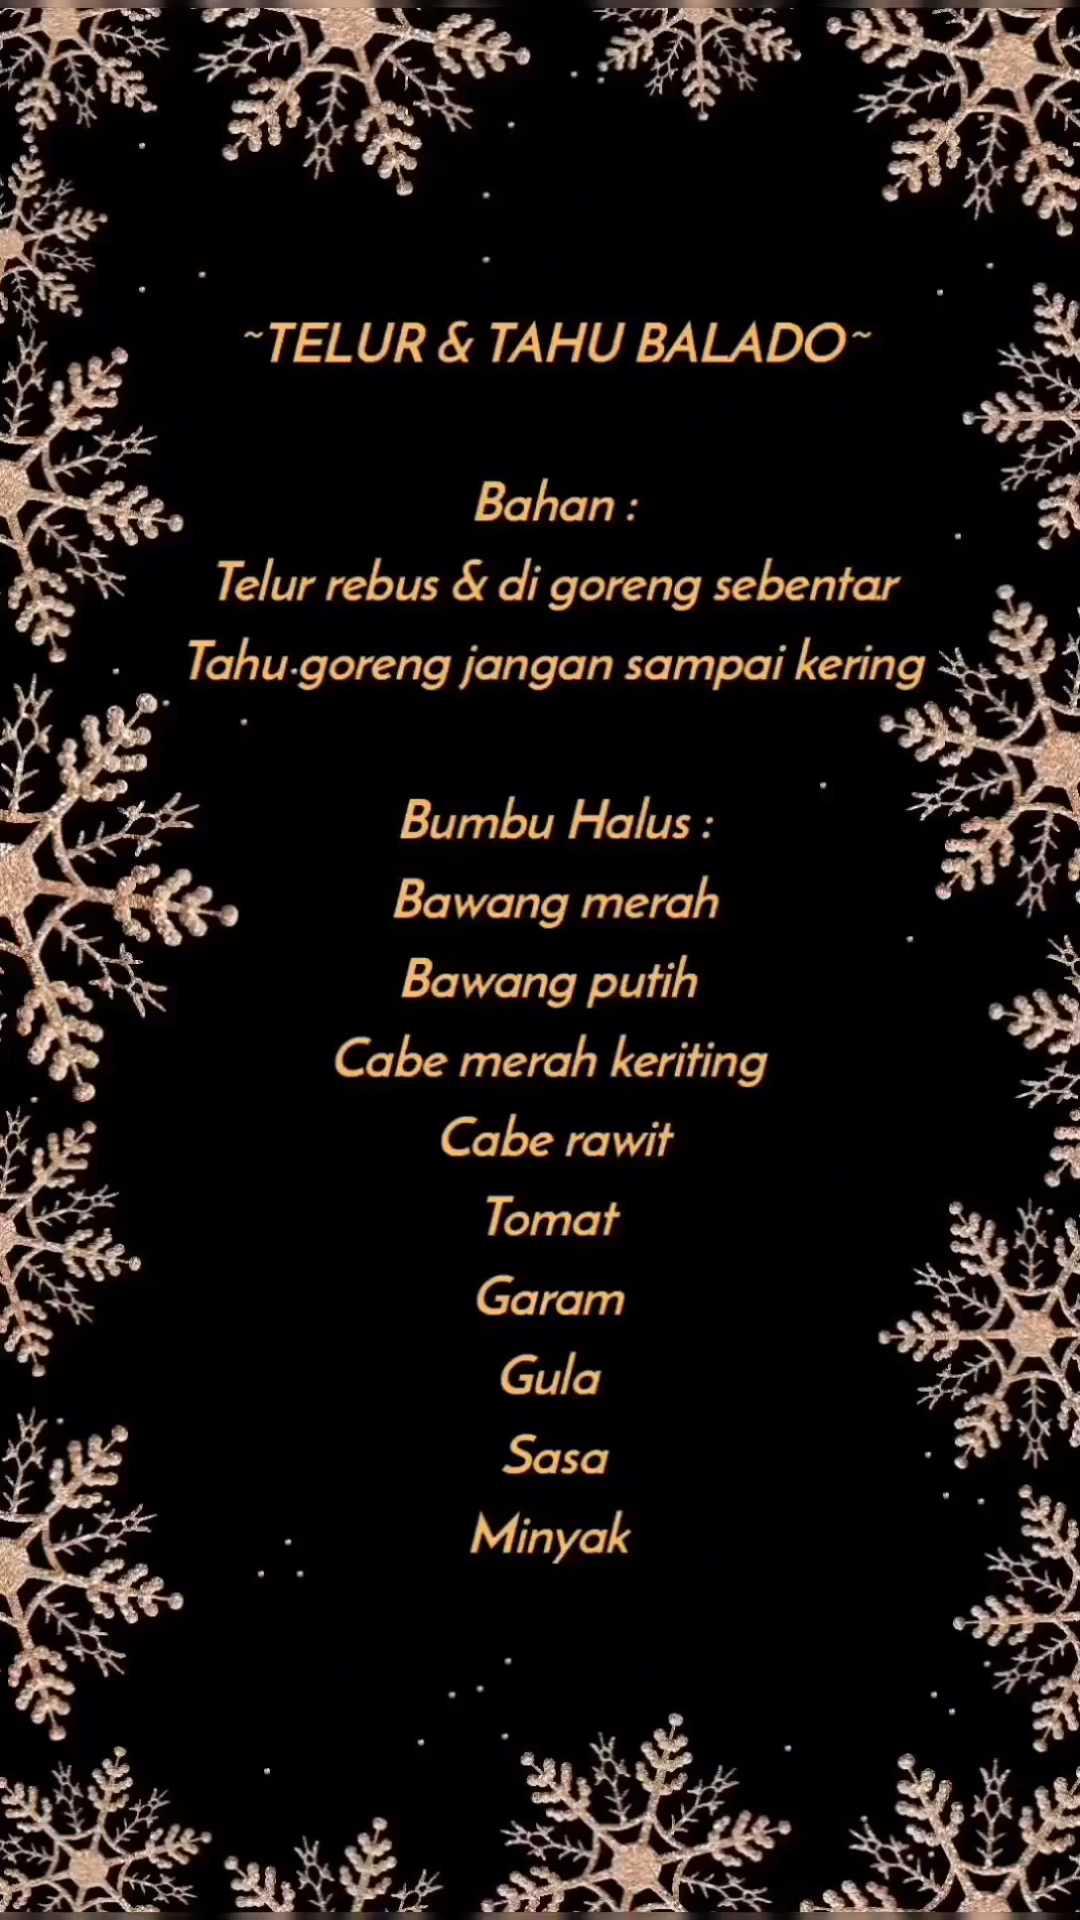 ~TELUR & TAHU BALADO~
Bahan :
Telur rebus & di goreng sebentar
Tahu goreng jangan sampai kering
Bumbu Halus :
Bawang merah
Bawang putih
Cabe merah keriting
Cabe rawit
Tomat
Garam
Gula
Sasa
Minyak